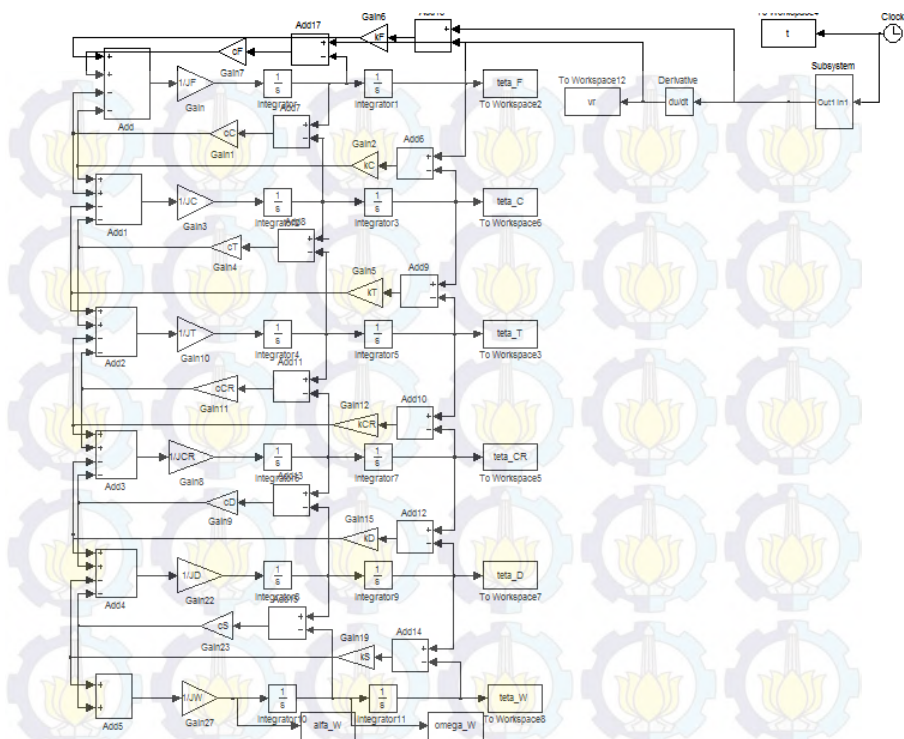 Gain6
Add17
kF
To Workspace4
Clock
t
cF
Subsystem
Gain7
To Workspace12
Derivative
1/JF
1
s
1
s
teta_F
vr
du/dt
Out1 In1
Gain
Integrator
Integrator1
To Workspace2
Add
Add7
cC
Gain2
Add6
Gain1
kC
1/JC
1
s
1
s
teta_C
Add1
Gain3
Integrator3
To Workspace6
Add8
cT
Gain4
Gain5
Add9
kT
1/JT
1
s
1
s
teta_T
Add2
Gain10
Integrator4
Integrator5
To Workspace3
Add11
cCR
Gain11
Gain12
Add10
kCR
1/JCR
1
s
1
s
teta_CR
Add3
Gain8
Integrator7
To Workspace5
Add13
cD
Gain9
Gain15
Add12
kD
1/JD
1
s
1
s
teta_D
Add4
Gain22
Integrator9
To Workspace7
cS
Gain23
Gain19
Add14
kS
1/JW
1
s
1
s
teta_W
Add5
Gain27
Integrator10
Integrator11
To Workspace8
alfa_W
omega_W